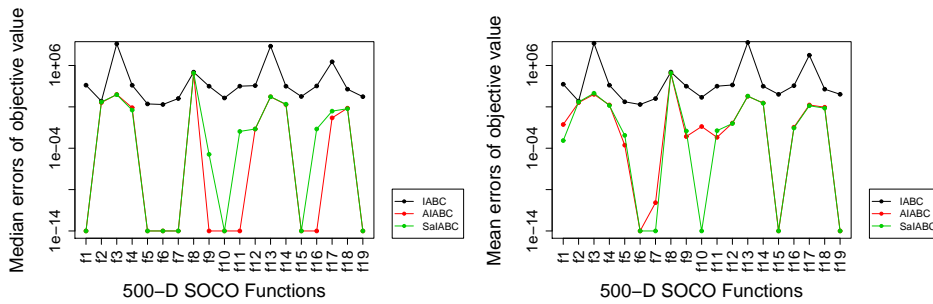 Median errors of objective value
1e+06
1e−04
1e−14
f1 f2 f3 f4 f5 f6 f7 f8 f9 f10 f11 f12 f13 f14 f15 f16 f17 f18 f19
500−D SOCO Functions
IABC
AIABC
SaIABC
Mean errors of objective value
1e+06
1e−04
1e−14
f1 f2 f3 f4 f5 f6 f7 f8 f9 f10 f11 f12 f13 f14 f15 f16 f17 f18 f19
500−D SOCO Functions
IABC
AIABC
SaIABC